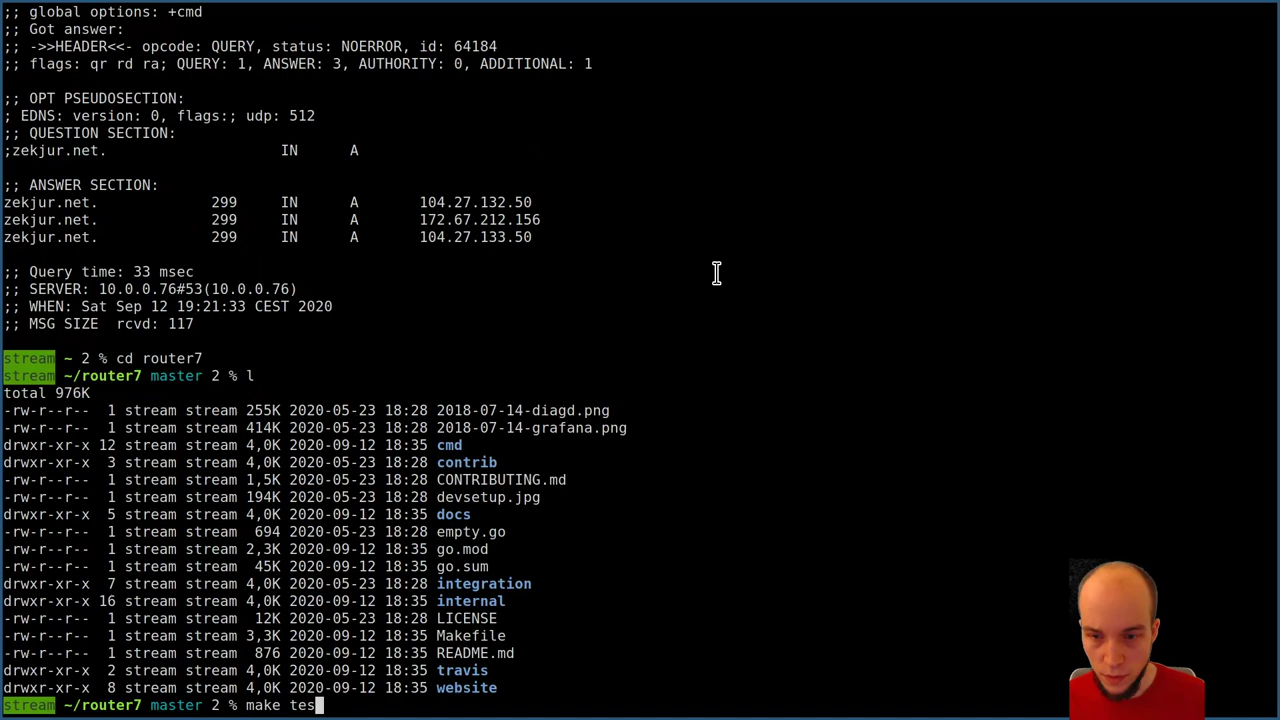 ;; global options: +cmd
;; Got answer:
;; ->>HEADER<<- opcode: QUERY, status: NOERROR, id: 64184
;; flags: qr rd ra; QUERY: 1, ANSWER: 3, AUTHORITY: 0, ADDITIONAL: 1
;; OPT PSEUDOSECTION:
; EDNS: version: 0, flags:; udp: 512
;; QUESTION SECTION:
;zekjur.net. IN A
;; ANSWER SECTION:
zekjur.net. 299 IN A 104.27.132.50
zekjur.net. 299 IN A 172.67.212.156
zekjur.net. 299 IN A 104.27.133.50
;; Query time: 33 msec
;; SERVER: 10.0.0.76#53(10.0.0.76)
;; WHEN: Sat Sep 12 19:21:33 CEST 2020
;; MSG SIZE rcvd: 117
stream ~ 2 % cd router7
stream ~/router7 master 2 % l
total 976K
-rw-r--r-- 1 stream stream 255K 2020-05-23 18:28 2018-07-14-diagd.png
-rw-r--r-- 1 stream stream 414K 2020-05-23 18:28 2018-07-14-grafana.png
drwxr-xr-x 12 stream stream 4,0K 2020-09-12 18:35 cmd
drwxr-xr-x 3 stream stream 4,0K 2020-05-23 18:28 contrib
-rw-r--r-- 1 stream stream 1,5K 2020-05-23 18:28 CONTRIBUTING.md
-rw-r--r-- 1 stream stream 194K 2020-05-23 18:28 devsetup.jpg
drwxr-xr-x 5 stream stream 4,0K 2020-09-12 18:35 docs
-rw-r--r-- 1 stream stream 694 2020-05-23 18:28 empty.go
-rw-r--r-- 1 stream stream 2,3K 2020-09-12 18:35 go.mod
-rw-r--r-- 1 stream stream 45K 2020-09-12 18:35 go.sum
drwxr-xr-x 7 stream stream 4,0K 2020-05-23 18:28 integration
drwxr-xr-x 16 stream stream 4,0K 2020-09-12 18:35 internal
-rw-r--r-- 1 stream stream 12K 2020-05-23 18:28 LICENSE
-rw-r--r-- 1 stream stream 3,3K 2020-09-12 18:35 Makefile
-rw-r--r-- 1 stream stream 876 2020-09-12 18:35 README.md
drwxr-xr-x 2 stream stream 4,0K 2020-09-12 18:35 travis
drwxr-xr-x 8 stream stream 4,0K 2020-09-12 18:35 website
stream ~/router7 master 2 % make tes